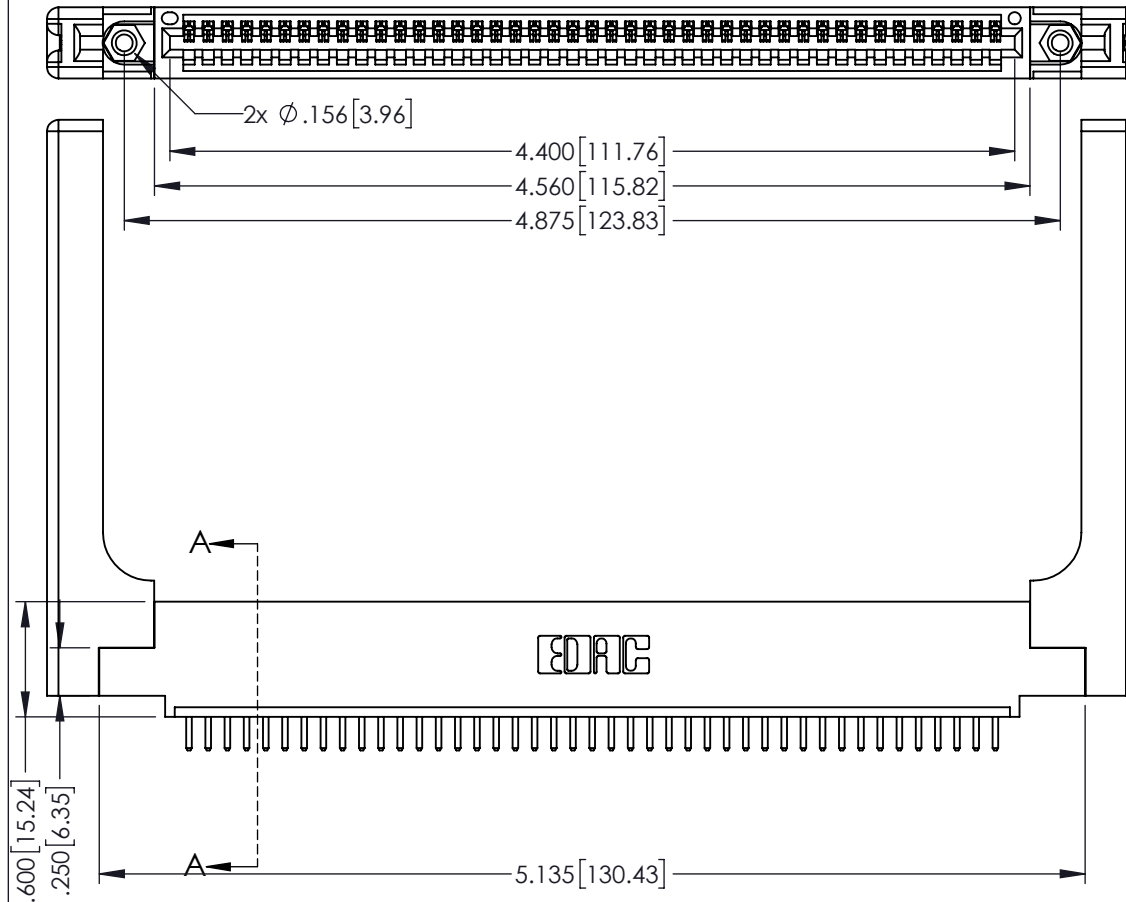 2x ϕ .156[3.96]
4.400[111.76]
4.560[115.82]
4.875[123.83]
A
EDAC
.600[15.24]
.250[6.35]
A
5.135[130.43]